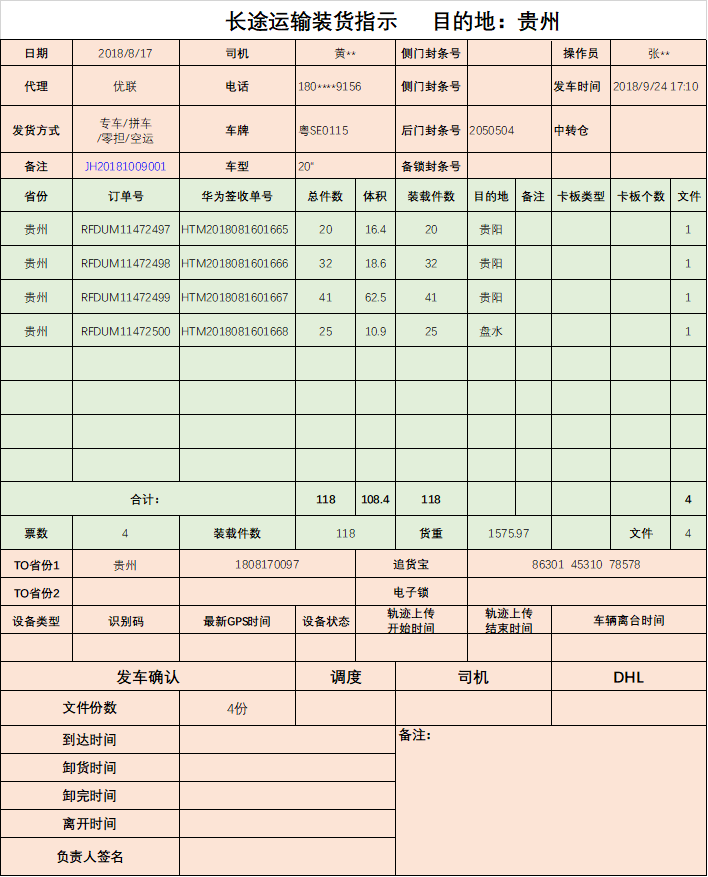 长途运输装货指示 目的地：贵州
日期 2018/8/17 司机 黄** 侧门封条号 操作员 张**
代理 优联 电话 180****9156 侧门封条号 发车时间 2018/9/24 17:10
发货方式 专车/拼车 /零担/空运 车牌 粤SE0115 后门封条号 2050504 中转仓
备注 JH20181009001 车型 20" 备锁封条号
省份 订单号 华为签收单号 总件数 体积 装载件数 目的地 备注 卡板类型 卡板个数 文件
贵州 RFDUM11472497 HTM2018081601665 20 16.4 20 贵阳 1
贵州 RFDUM11472498 HTM2018081601666 32 18.6 32 贵阳 1
贵州 RFDUM11472499 HTM2018081601667 41 62.5 41 贵阳 1
贵州 RFDUM11472500 HTM2018081601668 25 10.9 25 盘水 1
合计： 118 108.4 118 4
票数 4 装载件数 118 货重 1575.97 文件 4
TO省份1 贵州 1808170097 追货宝 86301 45310 78578
TO省份2 电子锁
设备类型 识别码 最新GPS时间 设备状态 轨迹上传 开始时间 轨迹上传 结束时间 车辆离台时间
发车确认 调度 司机 DHL
文件份数 4份
到达时间 备注：
卸货时间
卸完时间
离开时间
负责人签名